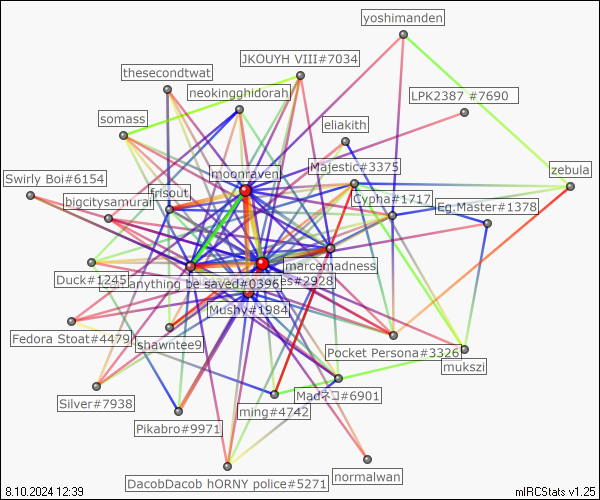 yoshimanden
JKOUYH VIII#7034
thesecondtwat
neokingghidorah
LPK2387 #7690
somass
eliakith
moonraven
Majestic#3375
zebula
Swirly Boi#6154
frisout
bigcitysamurai
Cypha#1717
Eg.Master#1378
marcemadness
Duck#1245
anything be saved#0396
es#2928
Mushy#1984
Fedora Stoat#4479
shawntee9
Pocket Persona#3326
mukszi
Silver#7938
Madネコ#6901
ming#4742
Pikabro#9971
DacobDacob hORNY police#5271
normalwan
8.10.2024 12:39
mIRCStats v1.25